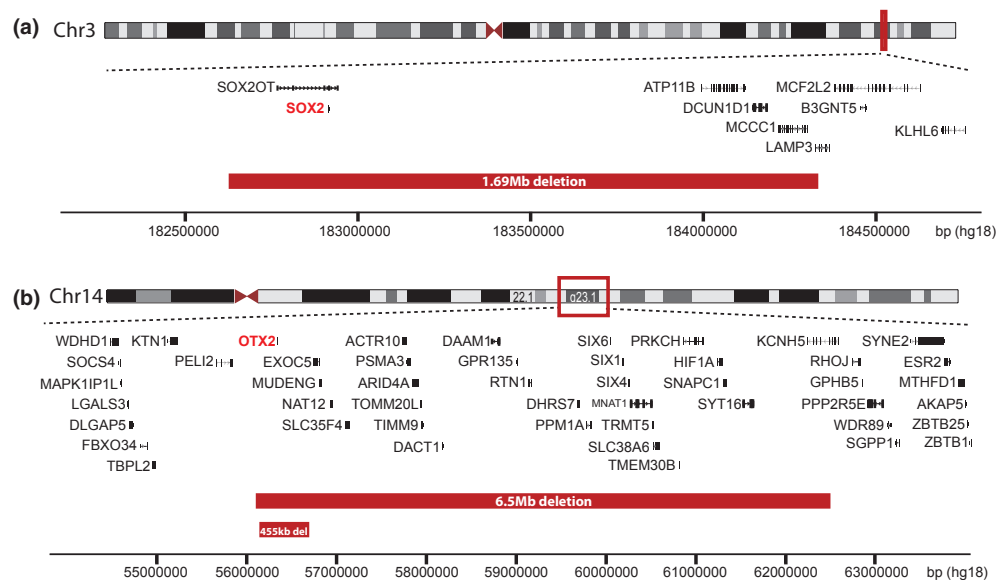 (a) Chr3
SOX2OT ATP11B MCF2L2
SOX2 DCUN1D1 B3GNT5
MCCC1 KLHL6
LAMP3
1.69Mb deletion
182500000 183000000 183500000 184000000 184500000 bp (hg18)
(b) Chr14 22.1 q23.1
WDHD1 KTN1 OTX2 ACTR10 DAAM1 SIX6 PRKCH KCNH5 SYNE2
SOCS4 PELI2 EXOC5 PSMA3 GPR135 SIX1 HIF1A RHOJ ESR2
MAPK1IP1L MUDENG ARID4A RTN1 SIX4 SNAPC1 GPHB5 MTHFD1
LGALS3 NAT12 TOMM20L DHRS7 MNAT1 SYT16 PPP2R5E AKAP5
DLGAP5 SLC35F4 TIMM9 PPM1A TRMT5 WDR89 ZBTB25
FBXO34 DACT1 SLC38A6 SGPP1 ZBTB1
TBPL2 TMEM30B
6.5Mb deletion
455kb del
55000000 56000000 57000000 58000000 59000000 60000000 61000000 62000000 63000000 bp (hg18)